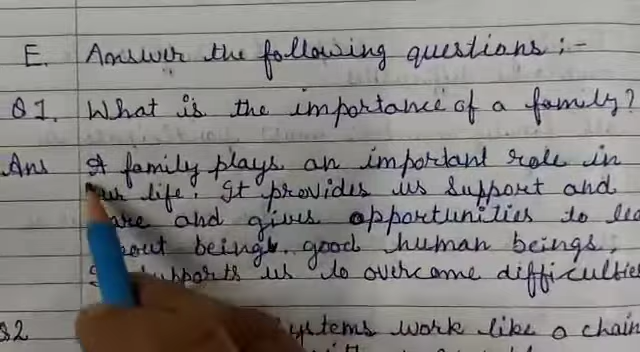 E. Answer the following questions :-
Q1. What is the importance of a family?
Ans A family plays an important role in
our life. It provides us support and
and gives opportunities to
being good human beings,
supports us to overcome difficulties
Q2 systems work like a chain